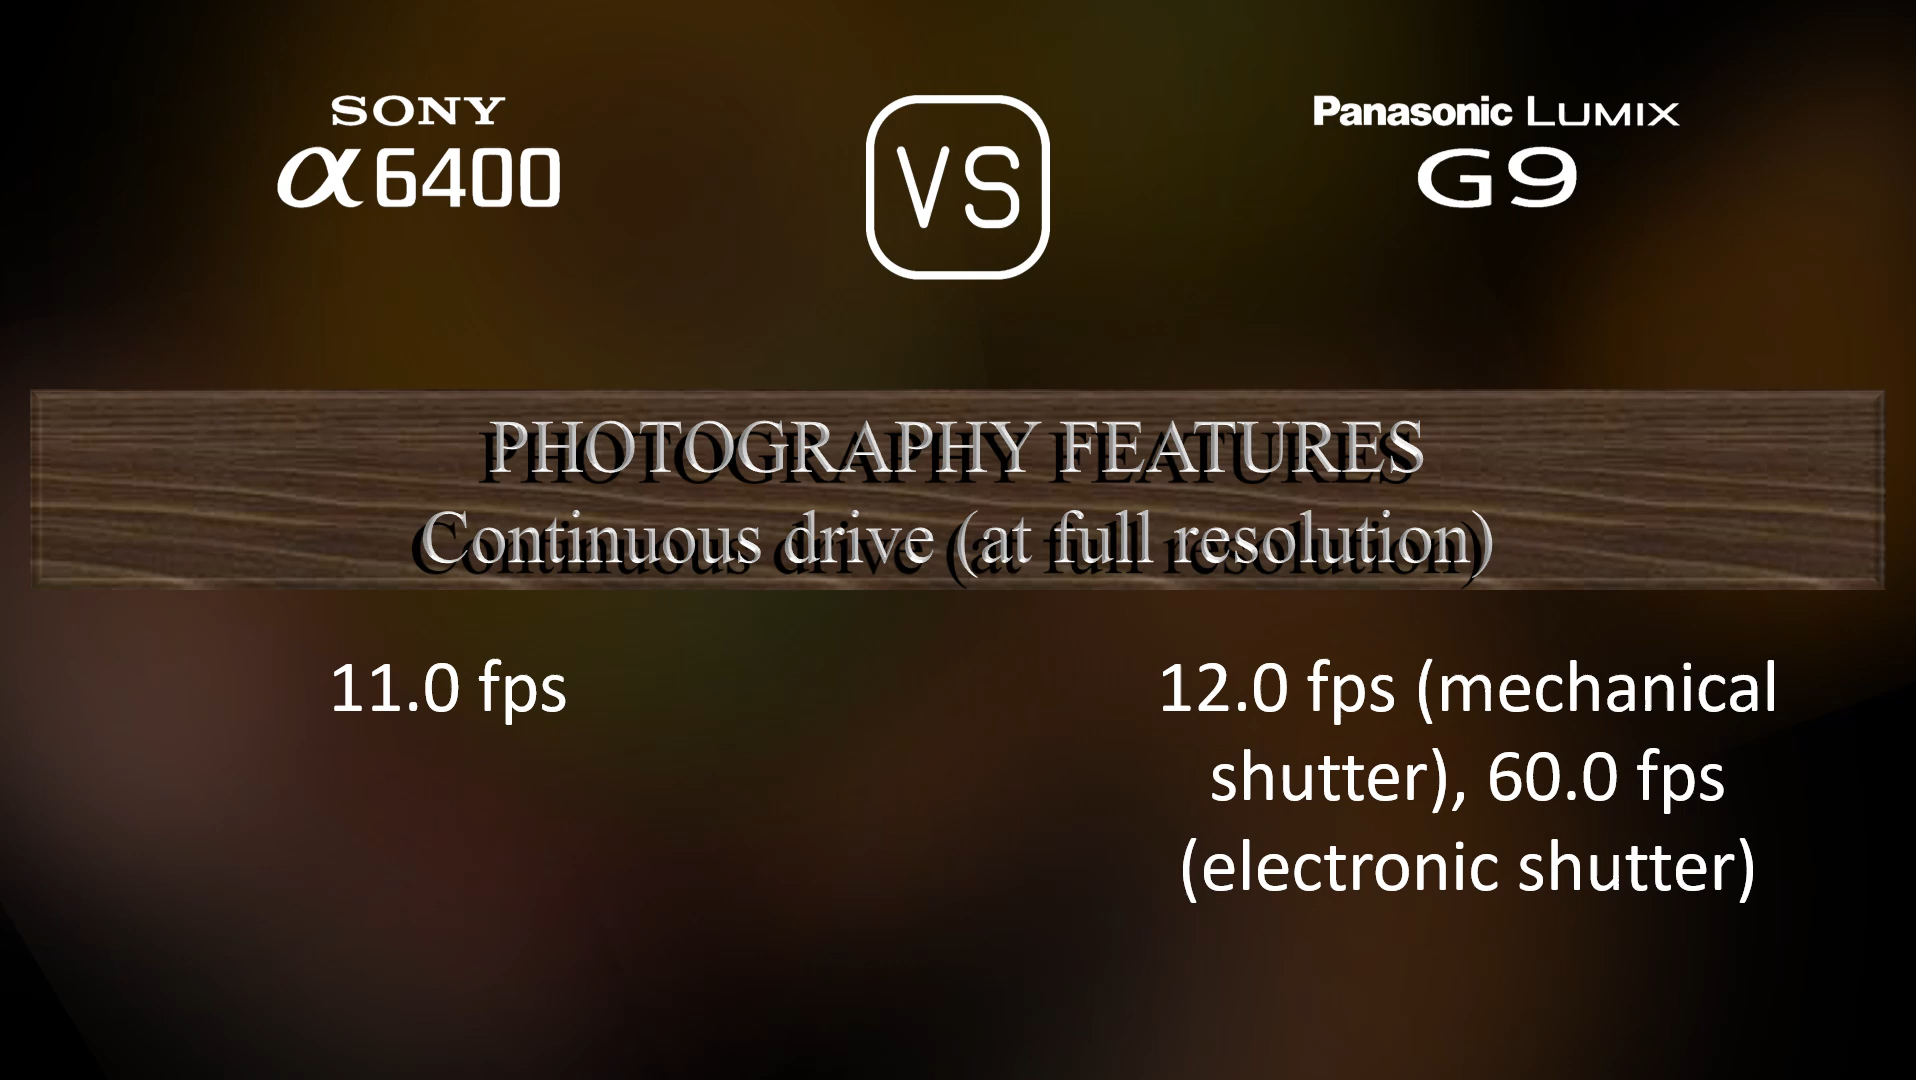 SONY
α6400
VS
Panasonic LUMIX
G9
PHOTOGRAPHY FEATURES
Continuous drive (at full resolution)
11.0 fps
12.0 fps (mechanical
shutter), 60.0 fps
(electronic shutter)